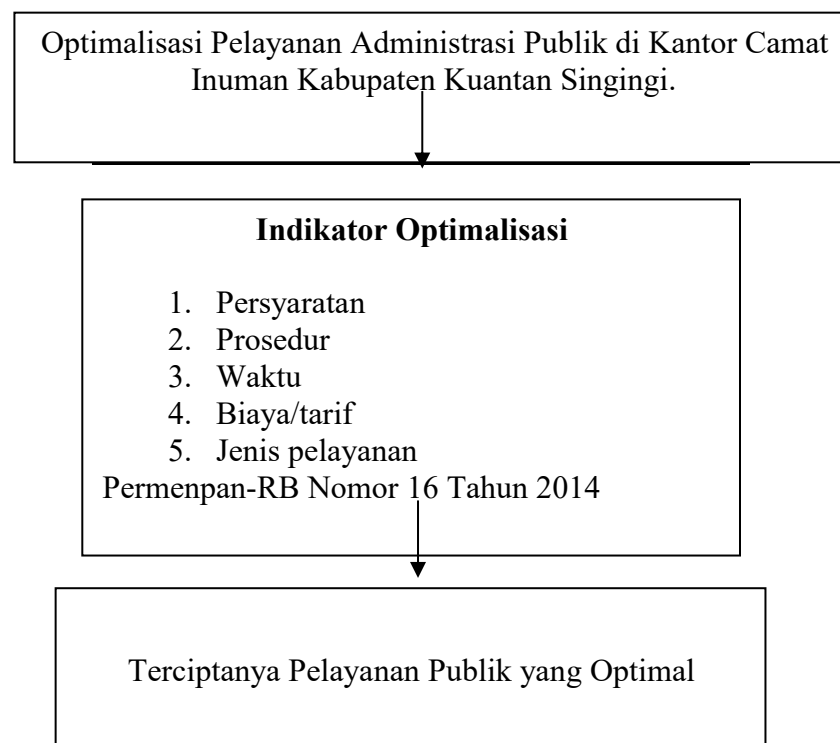 Optimalisasi Pelayanan Administrasi Publik di Kantor Camat
Inuman Kabupaten Kuantan Singingi.
Indikator Optimalisasi
1. Persyaratan
2. Prosedur
3. Waktu
4. Biaya/tarif
5. Jenis pelayanan
Permenpan-RB Nomor 16 Tahun 2014
Terciptanya Pelayanan Publik yang Optimal